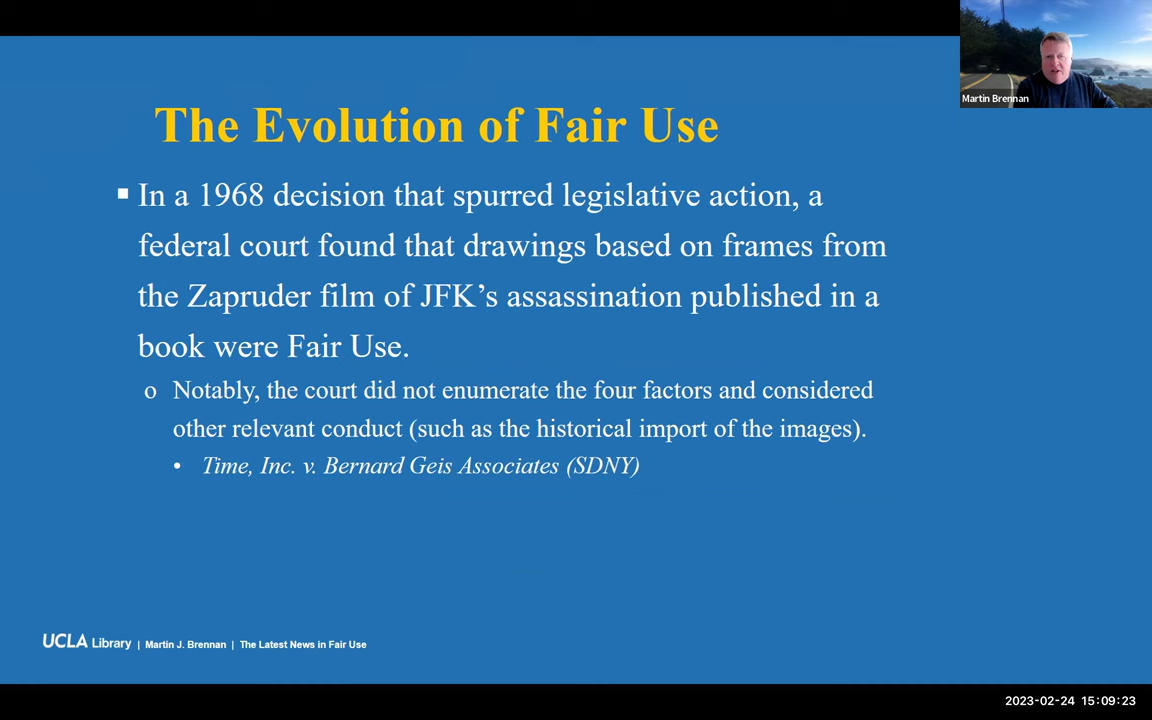 Martin Brennan
The Evolution of Fair Use
▪ In a 1968 decision that spurred legislative action, a
federal court found that drawings based on frames from
the Zapruder film of JFK’s assassination published in a
book were Fair Use.
o Notably, the court did not enumerate the four factors and considered
other relevant conduct (such as the historical import of the images).
• Time, Inc. v. Bernard Geis Associates (SDNY)
UCLA Library | Martin J. Brennan | The Latest News in Fair Use
2023-02-24 15:09:23